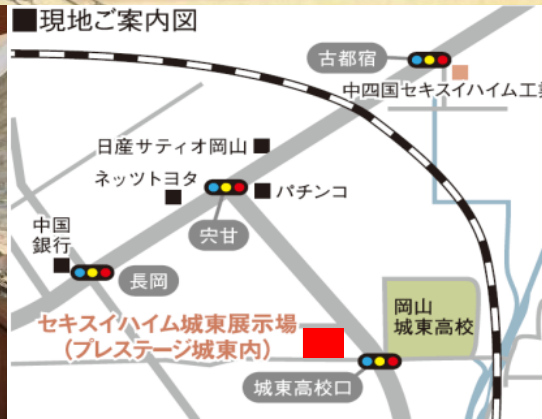 ■現地ご案内図
古都宿
中四国セキスイハイム工業
日産サティオ岡山
ネッツトヨタ
パチンコ
宍甘
中国
銀行
長岡
セキスイハイム城東展示場
(プレステージ城東内)
岡山
城東高校
城東高校口